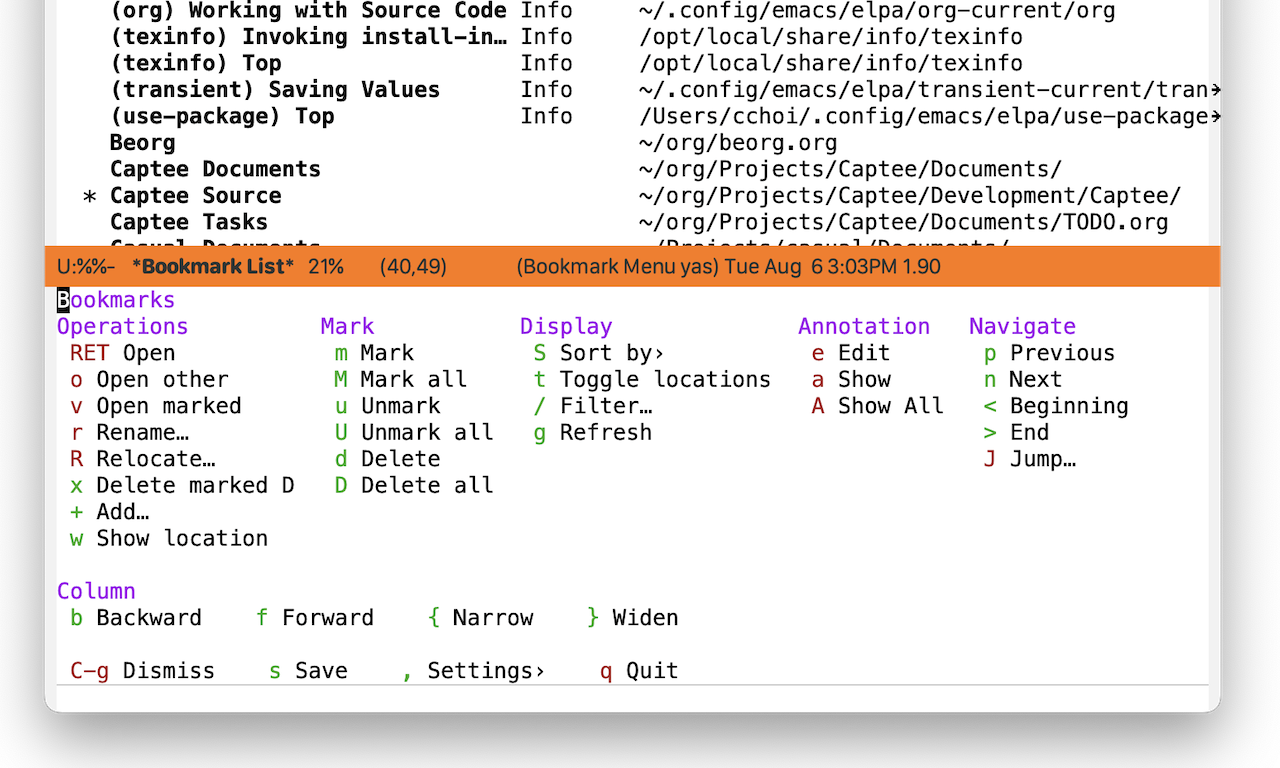 (org) Working with Source Code Info ~/.config/emacs/elpa/org-current/org
(texinfo) Invoking install-in… Info /opt/local/share/info/texinfo
(texinfo) Top Info /opt/local/share/info/texinfo
(transient) Saving Values Info ~/.config/emacs/elpa/transient-current/tran→
(use-package) Top Info /Users/cchoi/.config/emacs/elpa/use-package→
Beorg ~/org/beorg.org
Captee Documents ~/org/Projects/Captee/Documents/
* Captee Source ~/org/Projects/Captee/Development/Captee/
Captee Tasks ~/org/Projects/Captee/Documents/TODO.org
Casual Documents ~/Projects/casual/Documents/
U:%%- *Bookmark List* 21% (40,49) (Bookmark Menu yas) Tue Aug 6 3:03PM 1.90
Bookmarks
Operations Mark Display Annotation Navigate
RET Open m Mark S Sort by› e Edit p Previous
o Open other M Mark all t Toggle locations a Show n Next
v Open marked u Unmark / Filter… A Show All < Beginning
r Rename… U Unmark all g Refresh > End
R Relocate… d Delete J Jump…
x Delete marked D D Delete all
+ Add…
w Show location
Column
b Backward f Forward { Narrow } Widen
C-g Dismiss s Save , Settings› q Quit